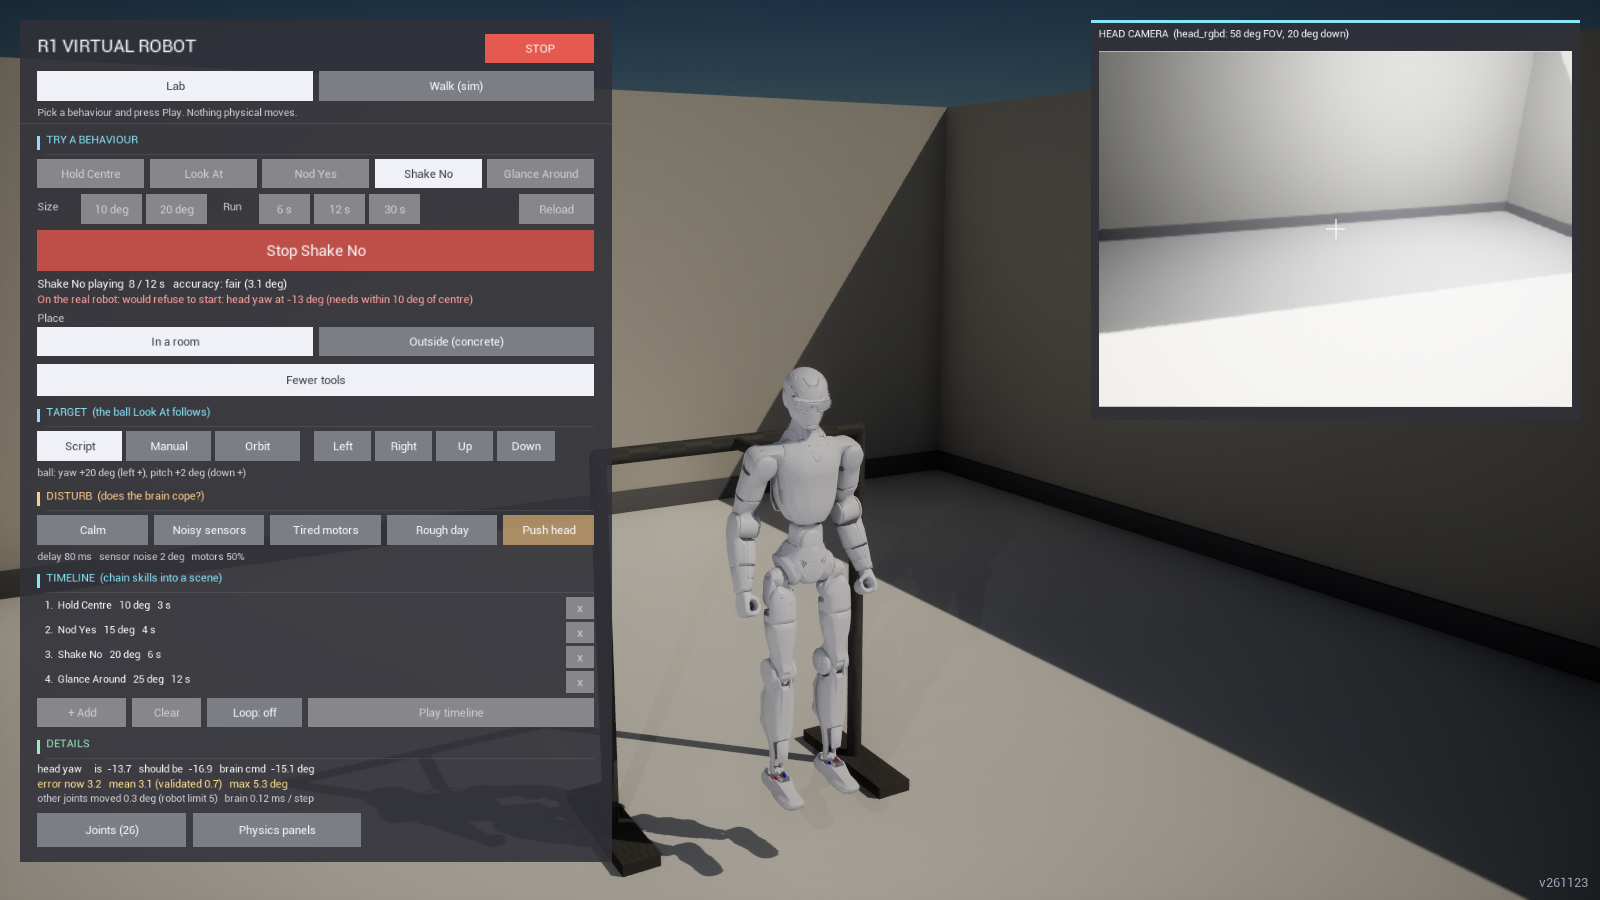 R1 VIRTUAL ROBOT
STOP
Lab
Walk (sim)
Pick a behaviour and press Play. Nothing physical moves.
TRY A BEHAVIOUR
Hold Centre
Look At
Nod Yes
Shake No
Glance Around
Size
10 deg
20 deg
Run
6 s
12 s
30 s
Reload
Stop Shake No
Shake No playing 8 / 12 s accuracy: fair (3.1 deg)
On the real robot: would refuse to start: head yaw at -13 deg (needs within 10 deg of centre)
Place
In a room
Outside (concrete)
Fewer tools
TARGET (the ball Look At follows)
Script
Manual
Orbit
Left
Right
Up
Down
ball: yaw +20 deg (left +), pitch +2 deg (down +)
DISTURB (does the brain cope?)
Calm
Noisy sensors
Tired motors
Rough day
Push head
delay 80 ms sensor noise 2 deg motors 50%
TIMELINE (chain skills into a scene)
1. Hold Centre 10 deg 3 s
x
2. Nod Yes 15 deg 4 s
x
3. Shake No 20 deg 6 s
x
4. Glance Around 25 deg 12 s
x
+ Add
Clear
Loop: off
Play timeline
DETAILS
head yaw is -13.7 should be -16.9 brain cmd -15.1 deg
error now 3.2 mean 3.1 (validated 0.7) max 5.3 deg
other joints moved 0.3 deg (robot limit 5) brain 0.12 ms / step
Joints (26)
Physics panels
HEAD CAMERA (head_rgbd: 58 deg FOV, 20 deg down)
v261123